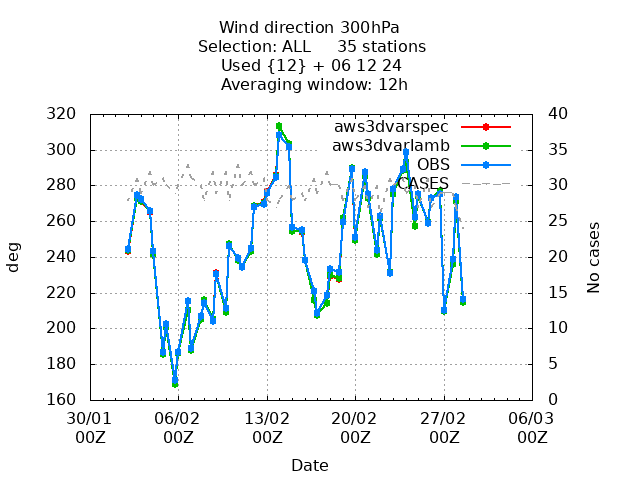 Wind direction 300hPa
Selection: ALL 35 stations
Used {12} + 06 12 24
Averaging window: 12h
320 40
aws3dvarspec
aws3dvarlamb
300 35
OBS
280 CASES 30
260 25
240 20
220 15
200 10
180 5
160 0
deg
No cases
30/01 06/02 13/02 20/02 27/02 06/03
00Z 00Z 00Z 00Z 00Z 00Z
Date